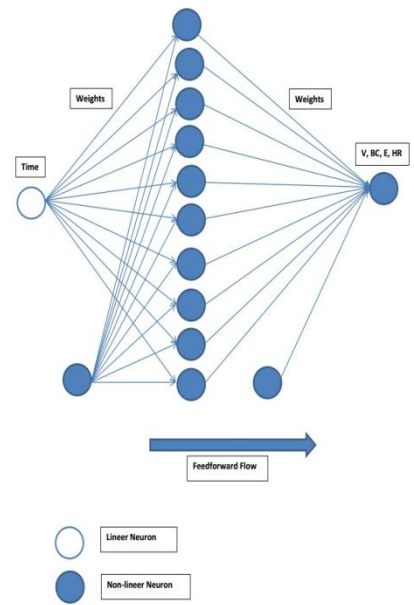 Weights
Weights
V, BC, E, HR
Time
Feedforward Flow
Lineer Neuron
Non-lineer Neuron